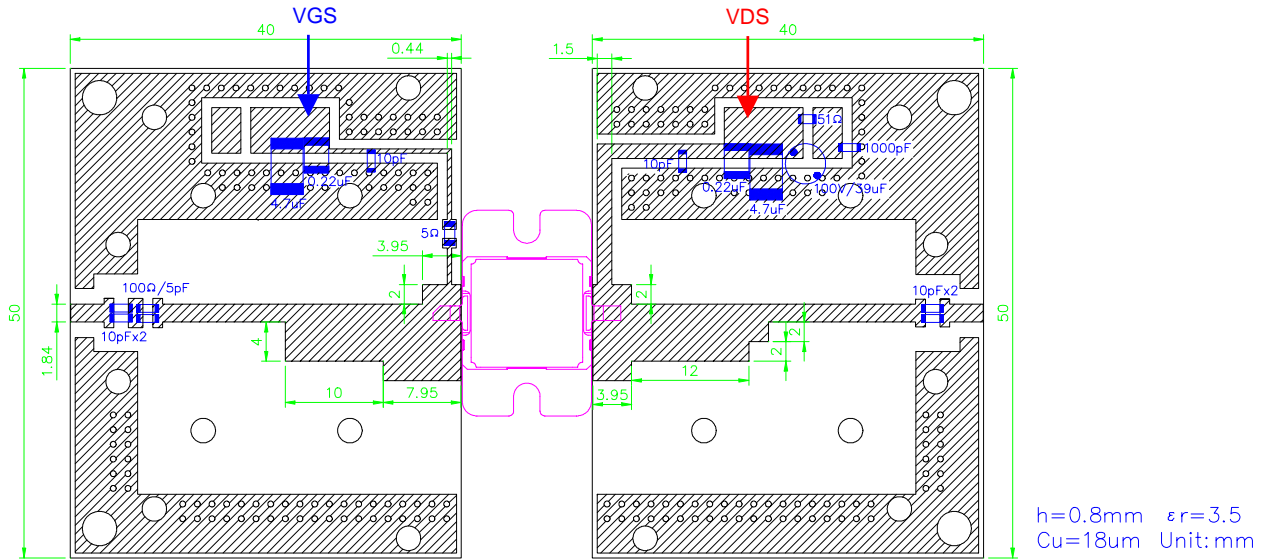 VGS
VDS
40
40
0.44
1.5
51Ω
10pF
10pF
1000pF
0.22uF
0.22uF
100V/39uF
4.7uF
4.7uF
5Ω
3.95
100Ω/5pF
2
2
10pFx2
50
50
10pFx2
1.84
4
2
2
10
7.95
3.95
12
h=0.8mm εr=3.5
Cu=18um Unit:mm